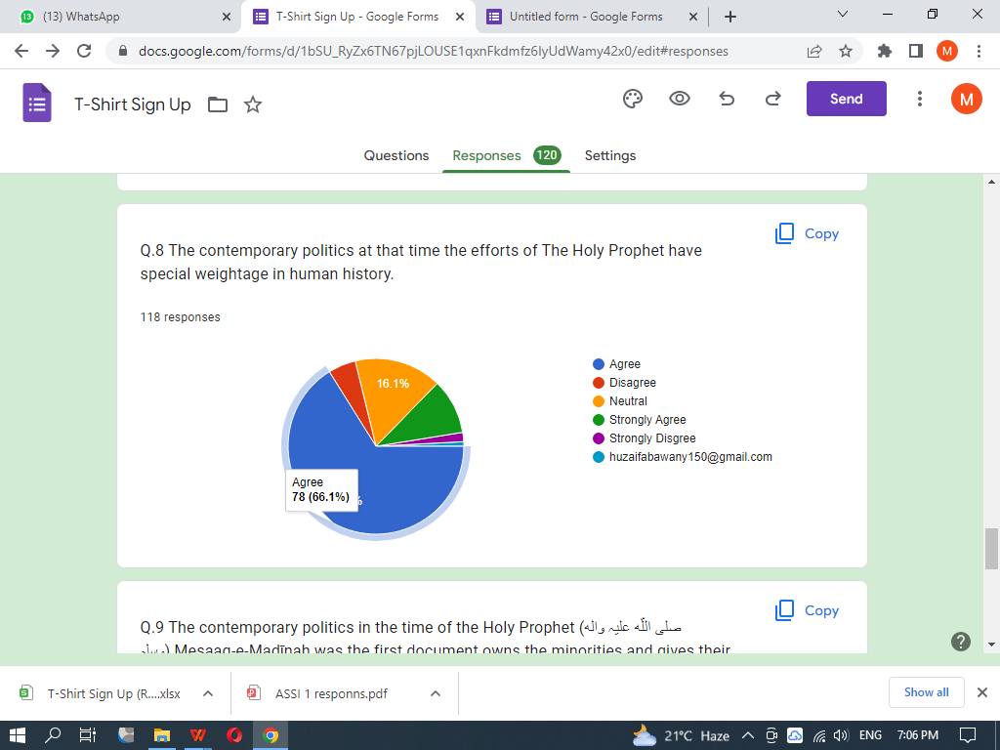 13 (13) WhatsApp
T-Shirt Sign Up - Google Forms
Untitled form - Google Forms
docs.google.com/forms/d/1bSU_RyZx6TN67pjLOUSE1qxnFkdmfz6lyUdWamy42x0/edit#responses
M
T-Shirt Sign Up
Send
M
Questions
Responses 120
Settings
Copy
Q.8 The contemporary politics at that time the efforts of The Holy Prophet have
special weightage in human history.
118 responses
16.1%
Agree
78 (66.1%)
%
Agree
Disagree
Neutral
Strongly Agree
Strongly Disgree
huzaifabawany150@gmail.com
Copy
Q.9 The contemporary politics in the time of the Holy Prophet (صلی اللّٰه علیہ واله
وسلم) Mesaaq-e-Madīnah was the first document owns the minorities and gives their
T-Shirt Sign Up (R....xlsx
ASSI 1 responns.pdf
Show all
21°C Haze
ENG
7:06 PM